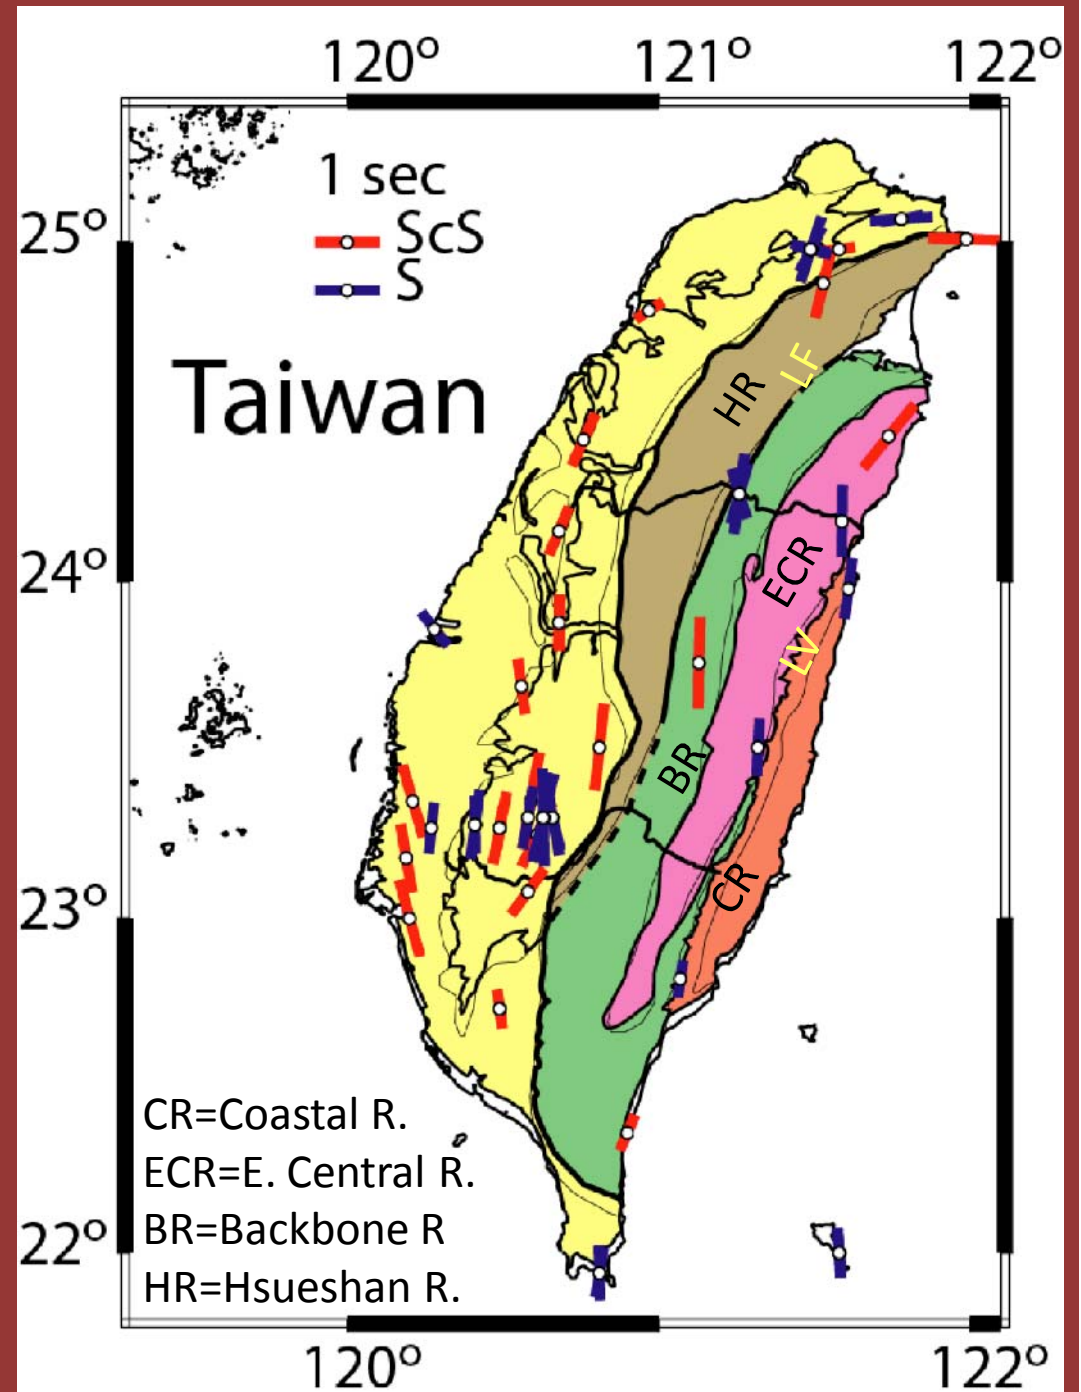 120° 121° 122°
1 sec
ScS
S
25°
Taiwan
LF
HR
24°
ECR
LV
BR
CR
23°
CR=Coastal R.
ECR=E. Central R.
BR=Backbone R
HR=Hsueshan R.
22°
120° 122°